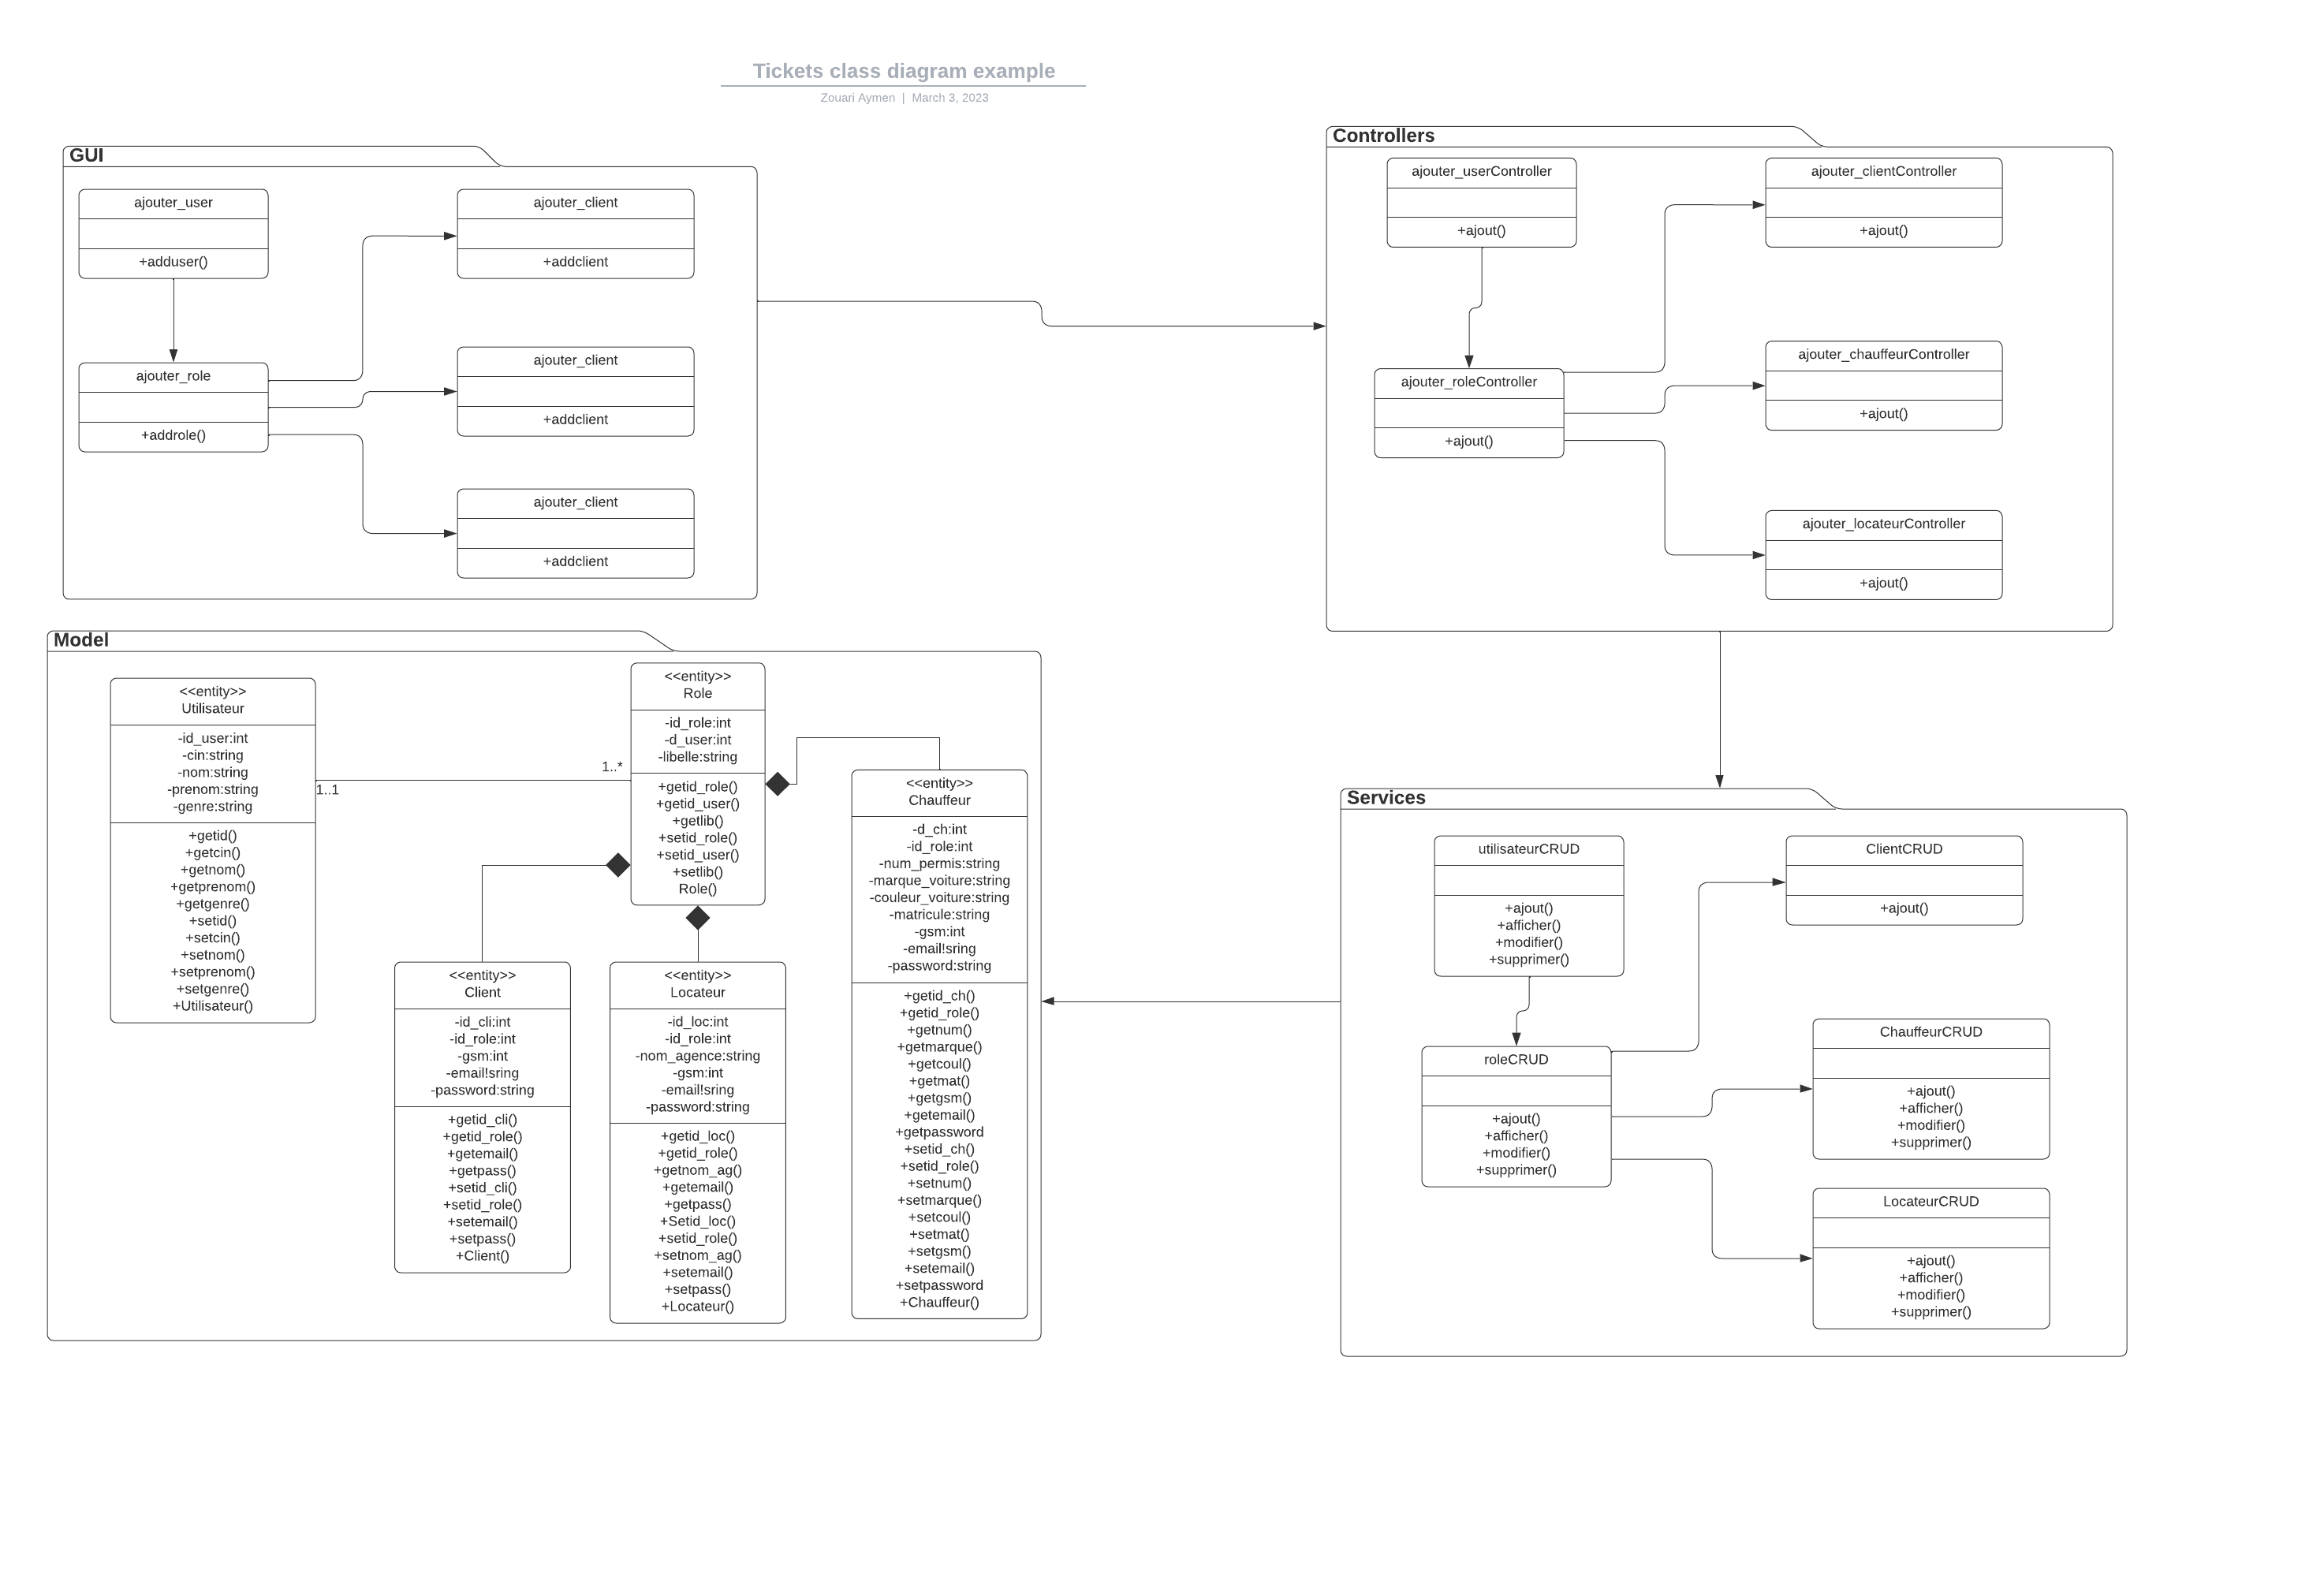 Tickets class diagram example
Zouari Aymen | March 3, 2023
GUI
ajouter_user
+adduser()
ajouter_role
+addrole()
ajouter_client
+addclient
ajouter_client
+addclient
ajouter_client
+addclient
Controllers
ajouter_userController
+ajout()
ajouter_roleController
+ajout()
ajouter_clientController
+ajout()
ajouter_chauffeurController
+ajout()
ajouter_locateurController
+ajout()
Model
<<entity>>
Utilisateur
-id_user:int
-cin:string
-nom:string
-prenom:string
-genre:string
+getid()
+getcin()
+getnom()
+getprenom()
+getgenre()
+setid()
+setcin()
+setnom()
+setprenom()
+setgenre()
+Utilisateur()
1..1
1..*
<<entity>>
Role
-id_role:int
-d_user:int
-libelle:string
+getid_role()
+getid_user()
+getlib()
+setid_role()
+setid_user()
+setlib()
Role()
<<entity>>
Client
-id_cli:int
-id_role:int
-gsm:int
-email!sring
-password:string
+getid_cli()
+getid_role()
+getemail()
+getpass()
+setid_cli()
+setid_role()
+setemail()
+setpass()
+Client()
<<entity>>
Locateur
-id_loc:int
-id_role:int
-nom_agence:string
-gsm:int
-email!sring
-password:string
+getid_loc()
+getid_role()
+getnom_ag()
+getemail()
+getpass()
+Setid_loc()
+setid_role()
+setnom_ag()
+setemail()
+setpass()
+Locateur()
<<entity>>
Chauffeur
-d_ch:int
-id_role:int
-num_permis:string
-marque_voiture:string
-couleur_voiture:string
-matricule:string
-gsm:int
-email!sring
-password:string
+getid_ch()
+getid_role()
+getnum()
+getmarque()
+getcoul()
+getmat()
+getgsm()
+getemail()
+getpassword
+setid_ch()
+setid_role()
+setnum()
+setmarque()
+setcoul()
+setmat()
+setgsm()
+setemail()
+setpassword
+Chauffeur()
Services
utilisateurCRUD
+ajout()
+afficher()
+modifier()
+supprimer()
roleCRUD
+ajout()
+afficher()
+modifier()
+supprimer()
ClientCRUD
+ajout()
ChauffeurCRUD
+ajout()
+afficher()
+modifier()
+supprimer()
LocateurCRUD
+ajout()
+afficher()
+modifier()
+supprimer()